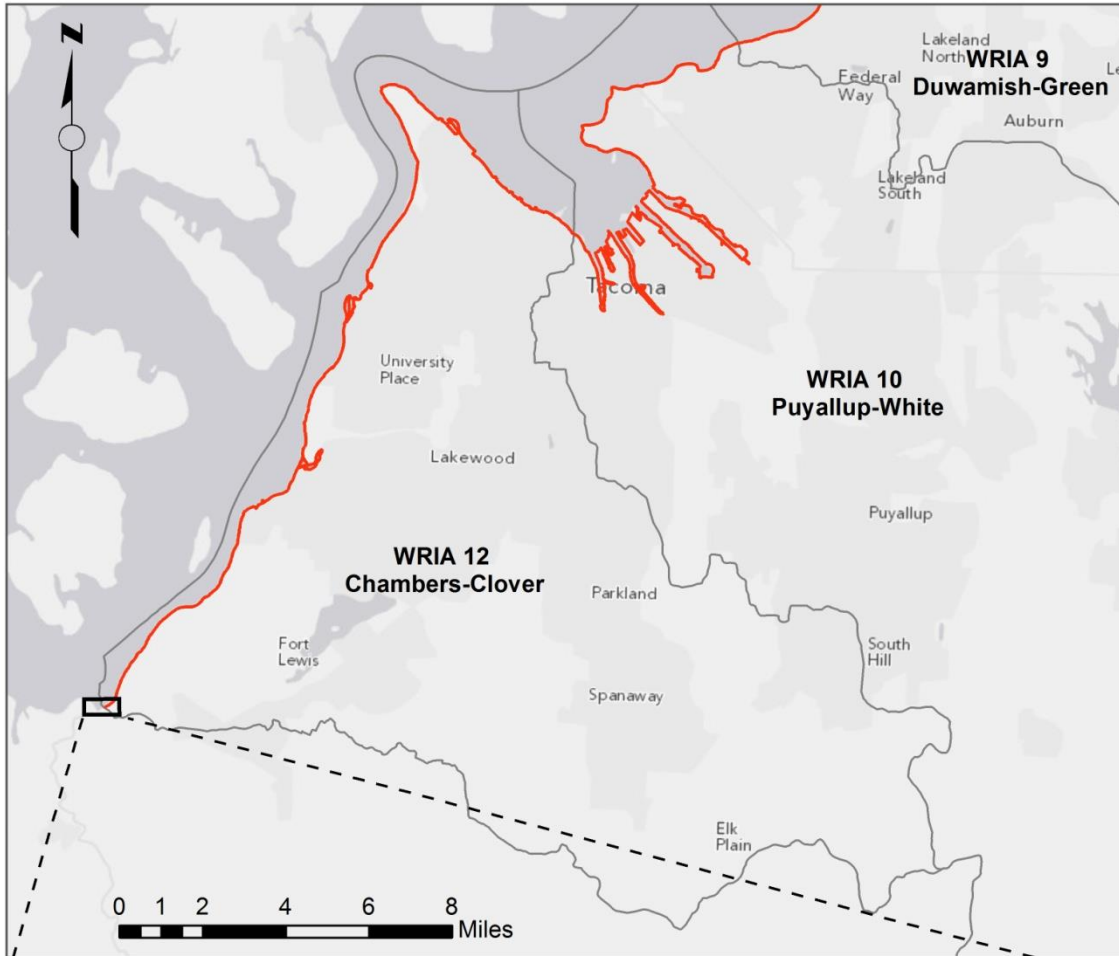 N
Lakeland
North
WRIA 9
Duwamish-Green
Le
Federal
Way
Auburn
Lakeland
South
Tacoma
University
Place
WRIA 10
Puyallup-White
Lakewood
Puyallup
WRIA 12
Chambers-Clover
Parkland
Fort
Lewis
South
Hill
Spanaway
Elk
Plain
0 1 2 4 6 8
Miles